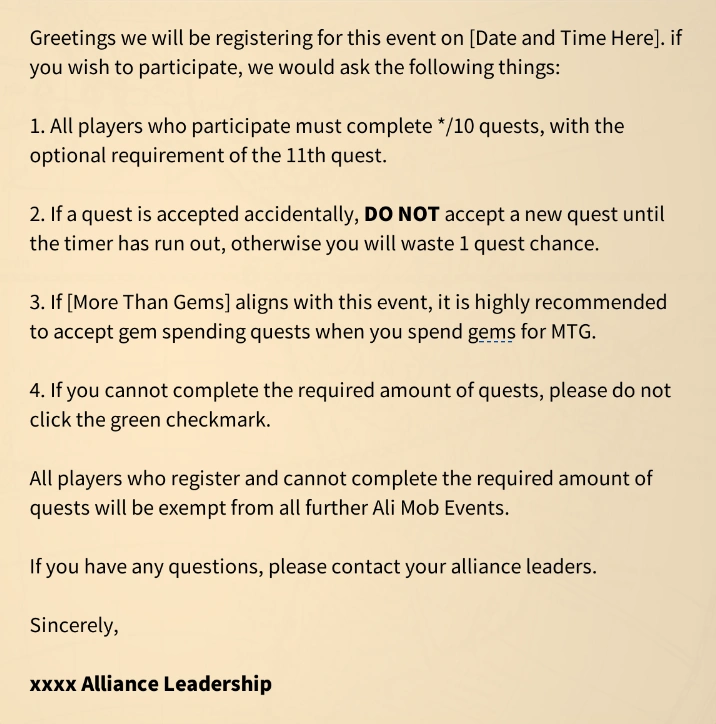 Greetings we will be registering for this event on [Date and Time Here]. if
you wish to participate, we would ask the following things:
1. All players who participate must complete */10 quests, with the
optional requirement of the 11th quest.
2. If a quest is accepted accidentally, DO NOT accept a new quest until
the timer has run out, otherwise you will waste 1 quest chance.
3. If [More Than Gems] aligns with this event, it is highly recommended
to accept gem spending quests when you spend gems for MTG.
4. If you cannot complete the required amount of quests, please do not
click the green checkmark.
All players who register and cannot complete the required amount of
quests will be exempt from all further Ali Mob Events.
If you have any questions, please contact your alliance leaders.
Sincerely,
xxxx Alliance Leadership